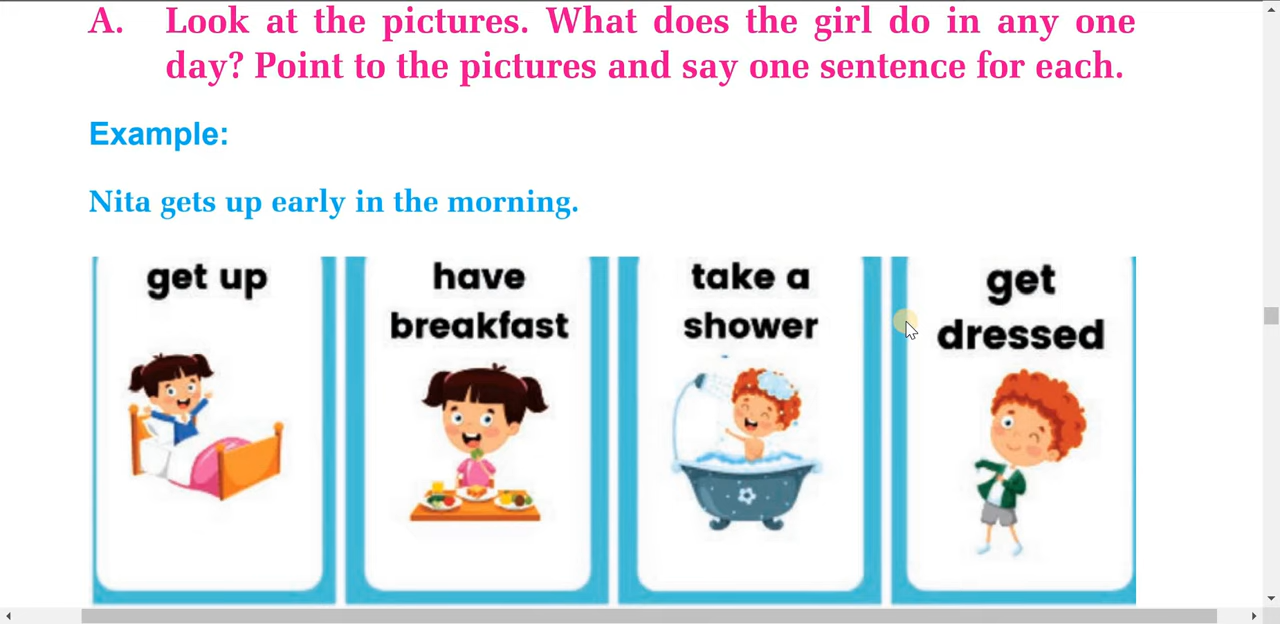 A. Look at the pictures. What does the girl do in any one
day? Point to the pictures and say one sentence for each.
Example:
Nita gets up early in the morning.
get up
have
breakfast
take a
shower
get
dressed